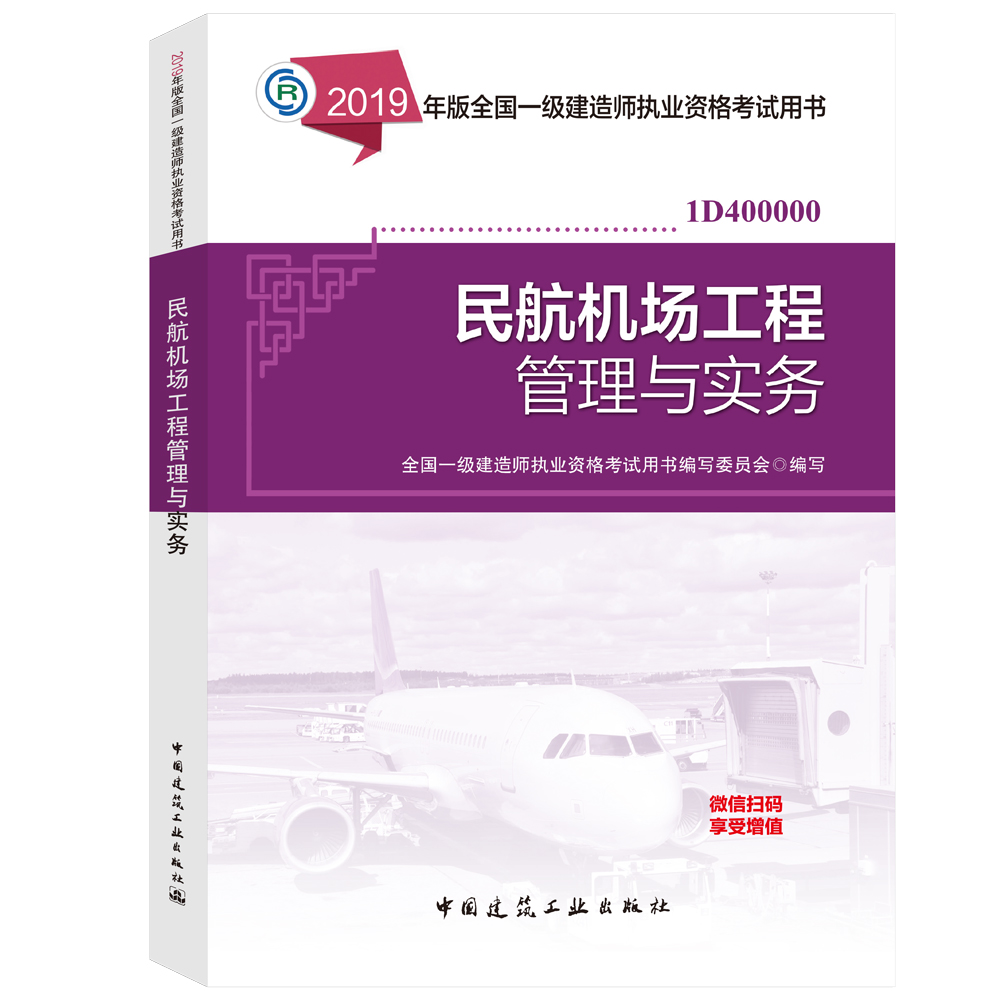 2019年版全国一级建造师执业资格考试用书
1D400000
民航机场工程
管理与实务
全国一级建造师执业资格考试用书编写委员会◎编写
微信扫码
享受增值
中国建筑工业出版社
2019年版全国一级建造师执业资格考试用书
民航机场工程管理与实务
中国建筑工业出版社
R